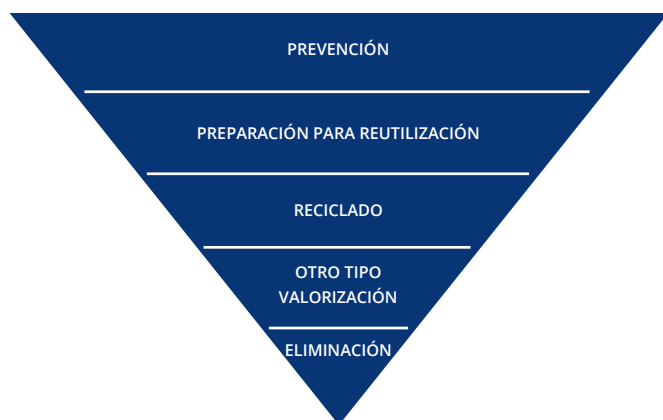 PREVENCIÓN
PREPARACIÓN PARA REUTILIZACIÓN
RECICLADO
OTRO TIPO
VALORIZACIÓN
ELIMINACIÓN